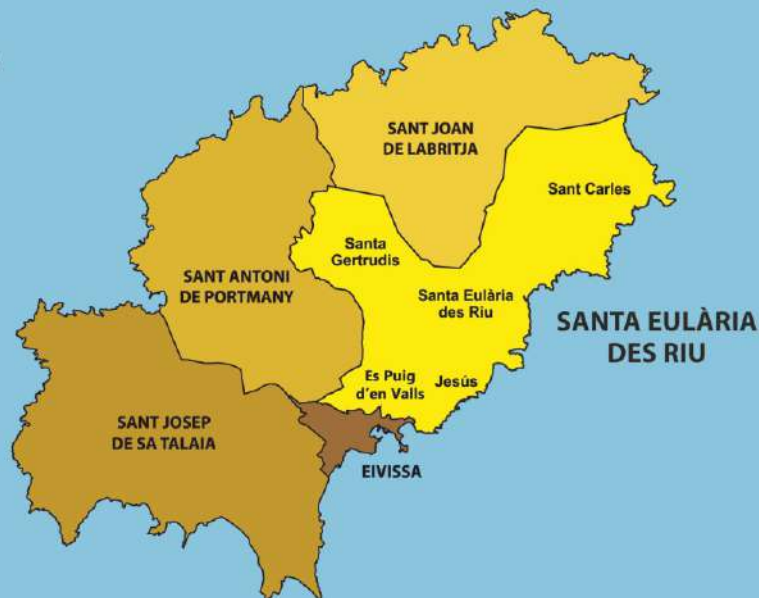 SANT JOAN
DE LABRITJA
Sant Carles
Santa
Gertrudis
SANT ANTONI
DE PORTMANY
Santa Eulària
des Riu
SANTA EULÀRIA
DES RIU
Es Puig
d'en Valls
Jesús
SANT JOSEP
DE SA TALAIA
EIVISSA